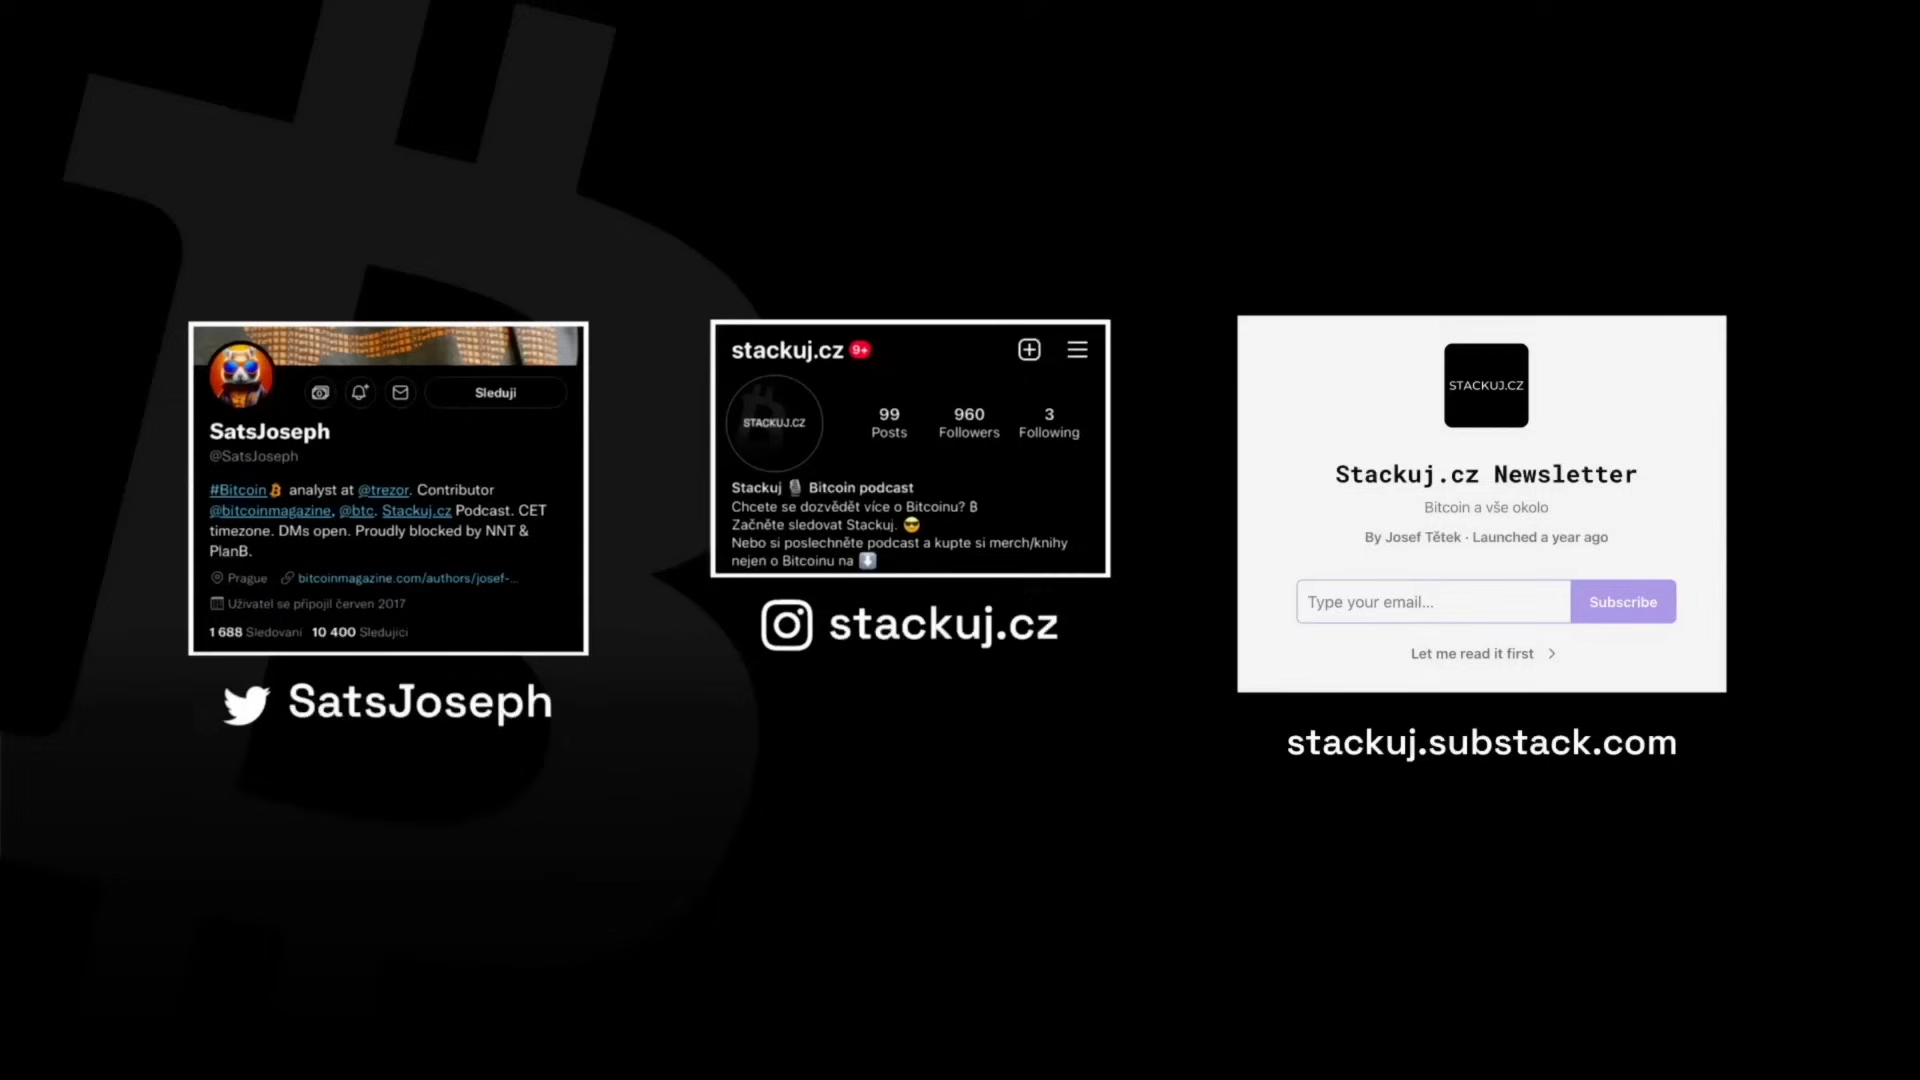 Sleduji
SatsJoseph
@SatsJoseph
#Bitcoin analyst at @trezor. Contributor
@bitcoinmagazine, @btc. Stackuj.cz Podcast. CET
timezone. DMs open. Proudly blocked by NNT &
PlanB.
Prague bitcoinmagazine.com/authors/josef-...
Uživatel se připojil červen 2017
1 688 Sledovaní 10 400 Sledující
SatsJoseph
stackuj.cz 9+
STACKUJ.CZ
99 960 3
Posts Followers Following
Stackuj 🎙 Bitcoin podcast
Chcete se dozvědět více o Bitcoinu? ₿
Začněte sledovat Stackuj. 😎
Nebo si poslechněte podcast a kupte si merch/knihy
nejen o Bitcoinu na ⬇️
stackuj.cz
STACKUJ.CZ
Stackuj.cz Newsletter
Bitcoin a vše okolo
By Josef Tětek · Launched a year ago
Type your email... Subscribe
Let me read it first >
stackuj.substack.com